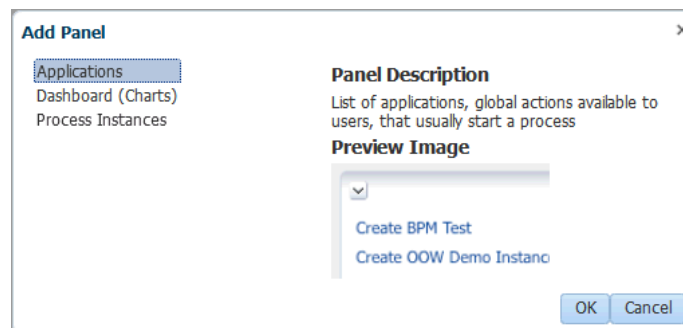 Add Panel
Applications
Dashboard (Charts)
Process Instances
Panel Description
List of applications, global actions available to
users, that usually start a process
Preview Image
Create BPM Test
Create OOW Demo Instanc
OK Cancel